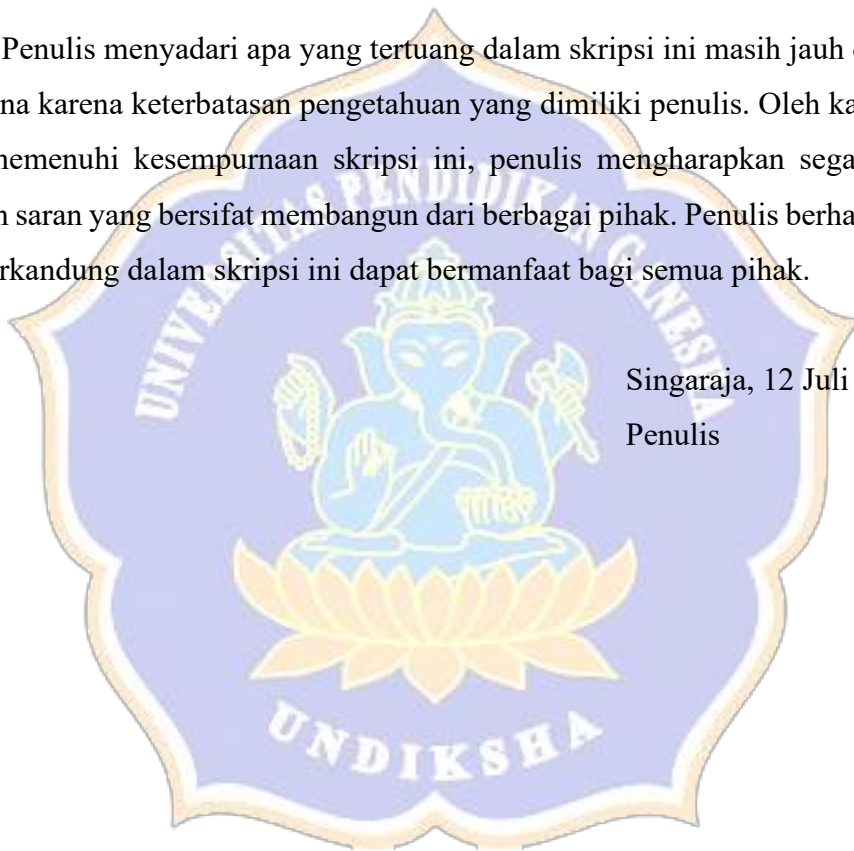 Penulis menyadari apa yang tertuang dalam skripsi ini masih jauh
na karena keterbatasan pengetahuan yang dimiliki penulis. Oleh ka
memenuhi kesempurnaan skripsi ini, penulis mengharapkan sega
n saran yang bersifat membangun dari berbagai pihak. Penulis berha
rkandung dalam skripsi ini dapat bermanfaat bagi semua pihak.
UNIVERSITAS PENDIDIKAN GANESHA
Singaraja, 12 Juli
Penulis
UNDIKSHA